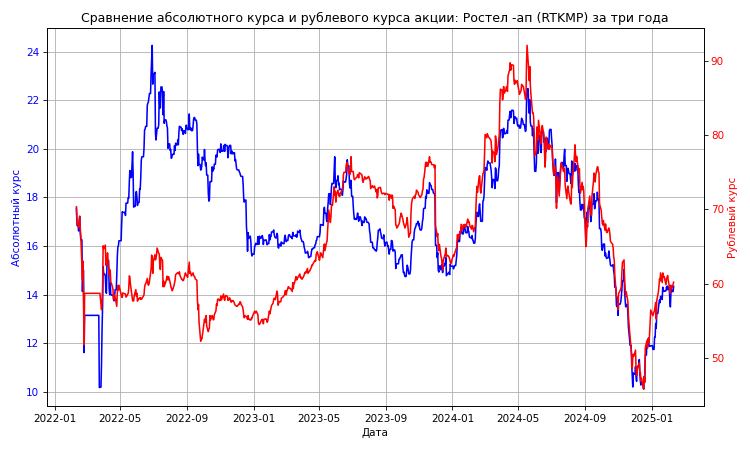 Сравнение абсолютного курса и рублевого курса акции: Ростел -ап (RTKMP) за три года
24
22
20
18
16
14
12
10
Абсолютный курс
90
80
70
60
50
Рублевый курс
2022-01 2022-05 2022-09 2023-01 2023-05 2023-09 2024-01 2024-05 2024-09 2025-01
Дата